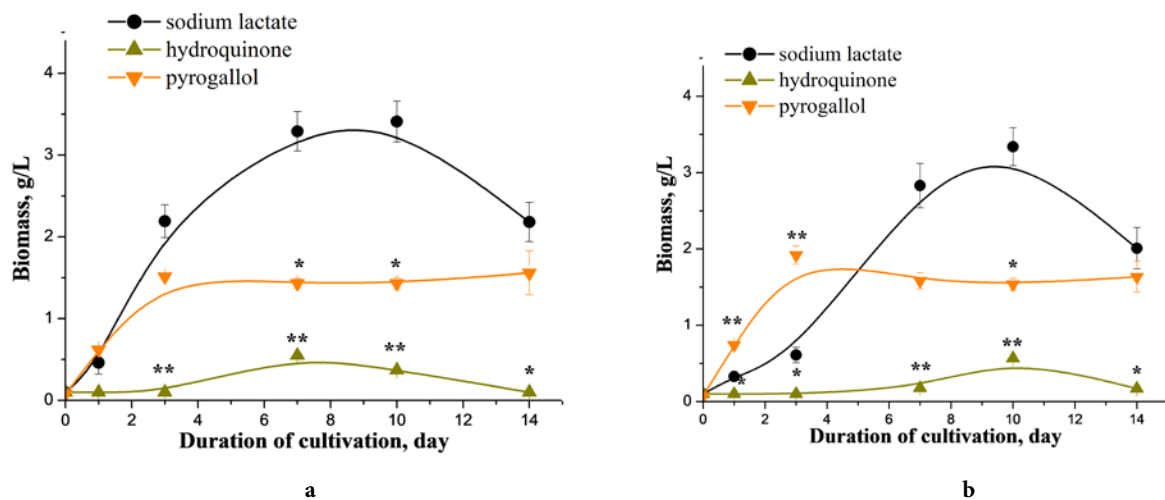 sodium lactate
hydroquinone
pyrogallol
Biomass, g/L
4
3
2
1
0
* *
** ** ** *
0 2 4 6 8 10 12 14
Duration of cultivation, day
a
sodium lactate
hydroquinone
pyrogallol
Biomass, g/L
4
3
2
1
0
** ** *
* * ** ** *
0 2 4 6 8 10 12 14
Duration of cultivation, day
b